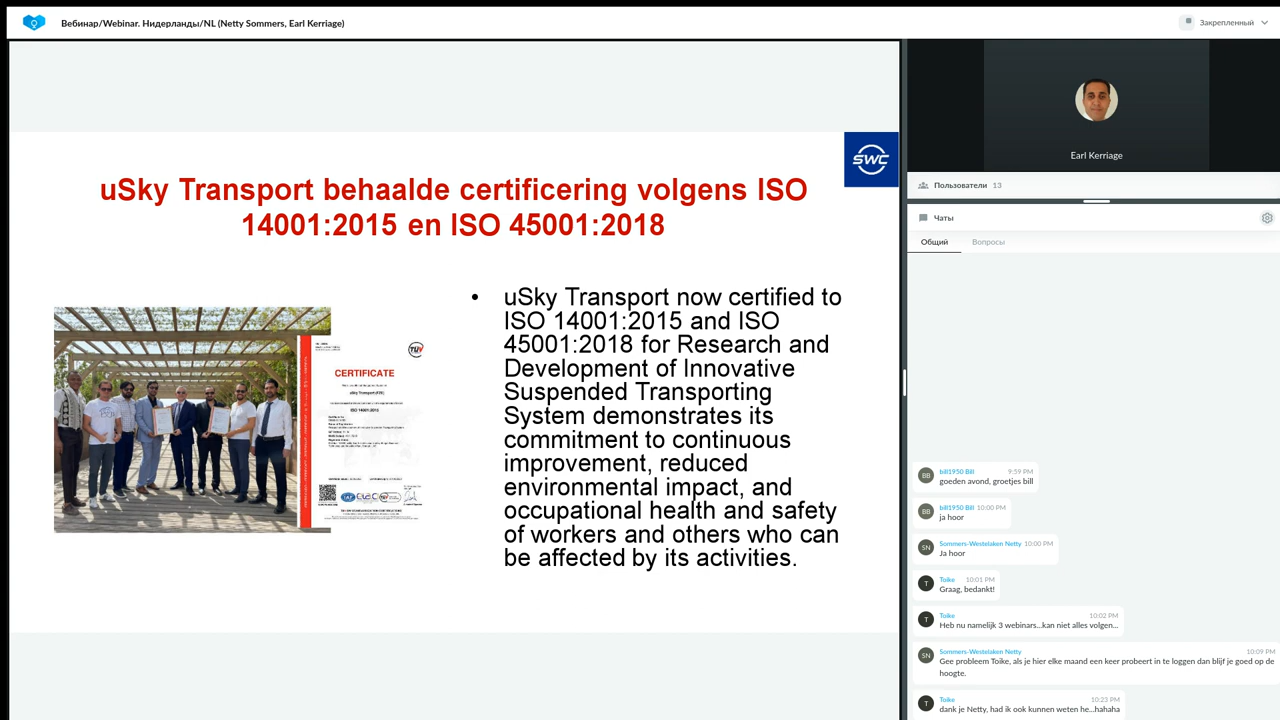 Вебинар/Webinar. Нидерланды/NL (Netty Sommers, Earl Kerriage)
Закрепленный
SWC
uSky Transport behaalde certificering volgens ISO
14001:2015 en ISO 45001:2018
CERTIFICATE
uSky Transport (FZE)
ISO 14001:2015
• uSky Transport now certified to
ISO 14001:2015 and ISO
45001:2018 for Research and
Development of Innovative
Suspended Transporting
System demonstrates its
commitment to continuous
improvement, reduced
environmental impact, and
occupational health and safety
of workers and others who can
be affected by its activities.
Earl Kerriage
Пользователи 13
Чаты
Общий Вопросы
BB bill1950 Bill 9:59 PM
goeden avond, groetjes bill
BB bill1950 Bill 10:00 PM
ja hoor
SN Sommers-Westelaken Netty 10:00 PM
Ja hoor
T Toike 10:01 PM
Graag, bedankt!
T Toike 10:02 PM
Heb nu namelijk 3 webinars...kan niet alles volgen...
SN Sommers-Westelaken Netty 10:09 PM
Gee probleem Toike, als je hier elke maand een keer probeert in te loggen dan blijf je goed op de
hoogte.
T Toike 10:23 PM
dank je Netty, had ik ook kunnen weten he...hahaha